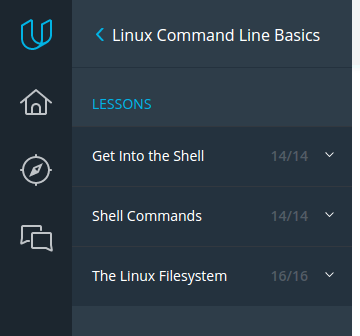 Linux Command Line Basics
LESSONS
Get Into the Shell 14/14
Shell Commands 14/14
The Linux Filesystem 16/16